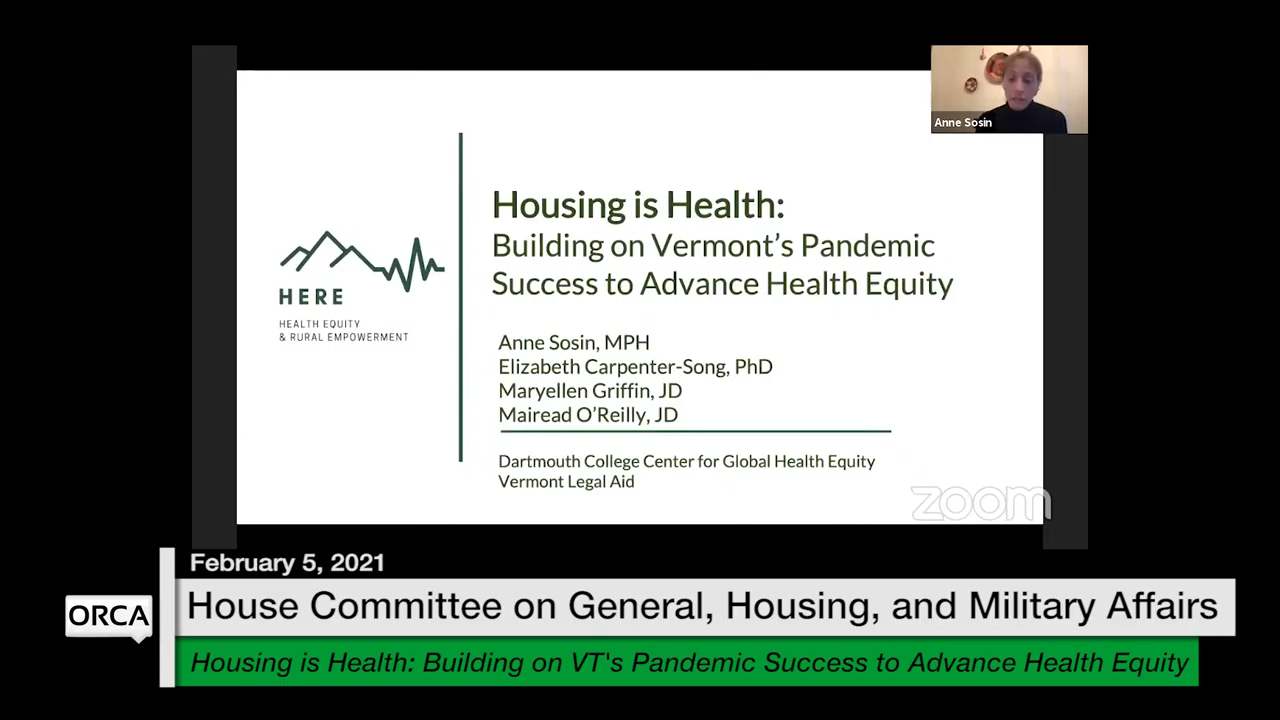 Anne Sosin
Housing is Health:
Building on Vermont's Pandemic
Success to Advance Health Equity
HERE
HEALTH EQUITY
& RURAL EMPOWERMENT
Anne Sosin, MPH
Elizabeth Carpenter-Song, PhD
Maryellen Griffin, JD
Mairead O'Reilly, JD
Dartmouth College Center for Global Health Equity
Vermont Legal Aid
zoom
February 5, 2021
ORCA
House Committee on General, Housing, and Military Affairs
Housing is Health: Building on VT's Pandemic Success to Advance Health Equity